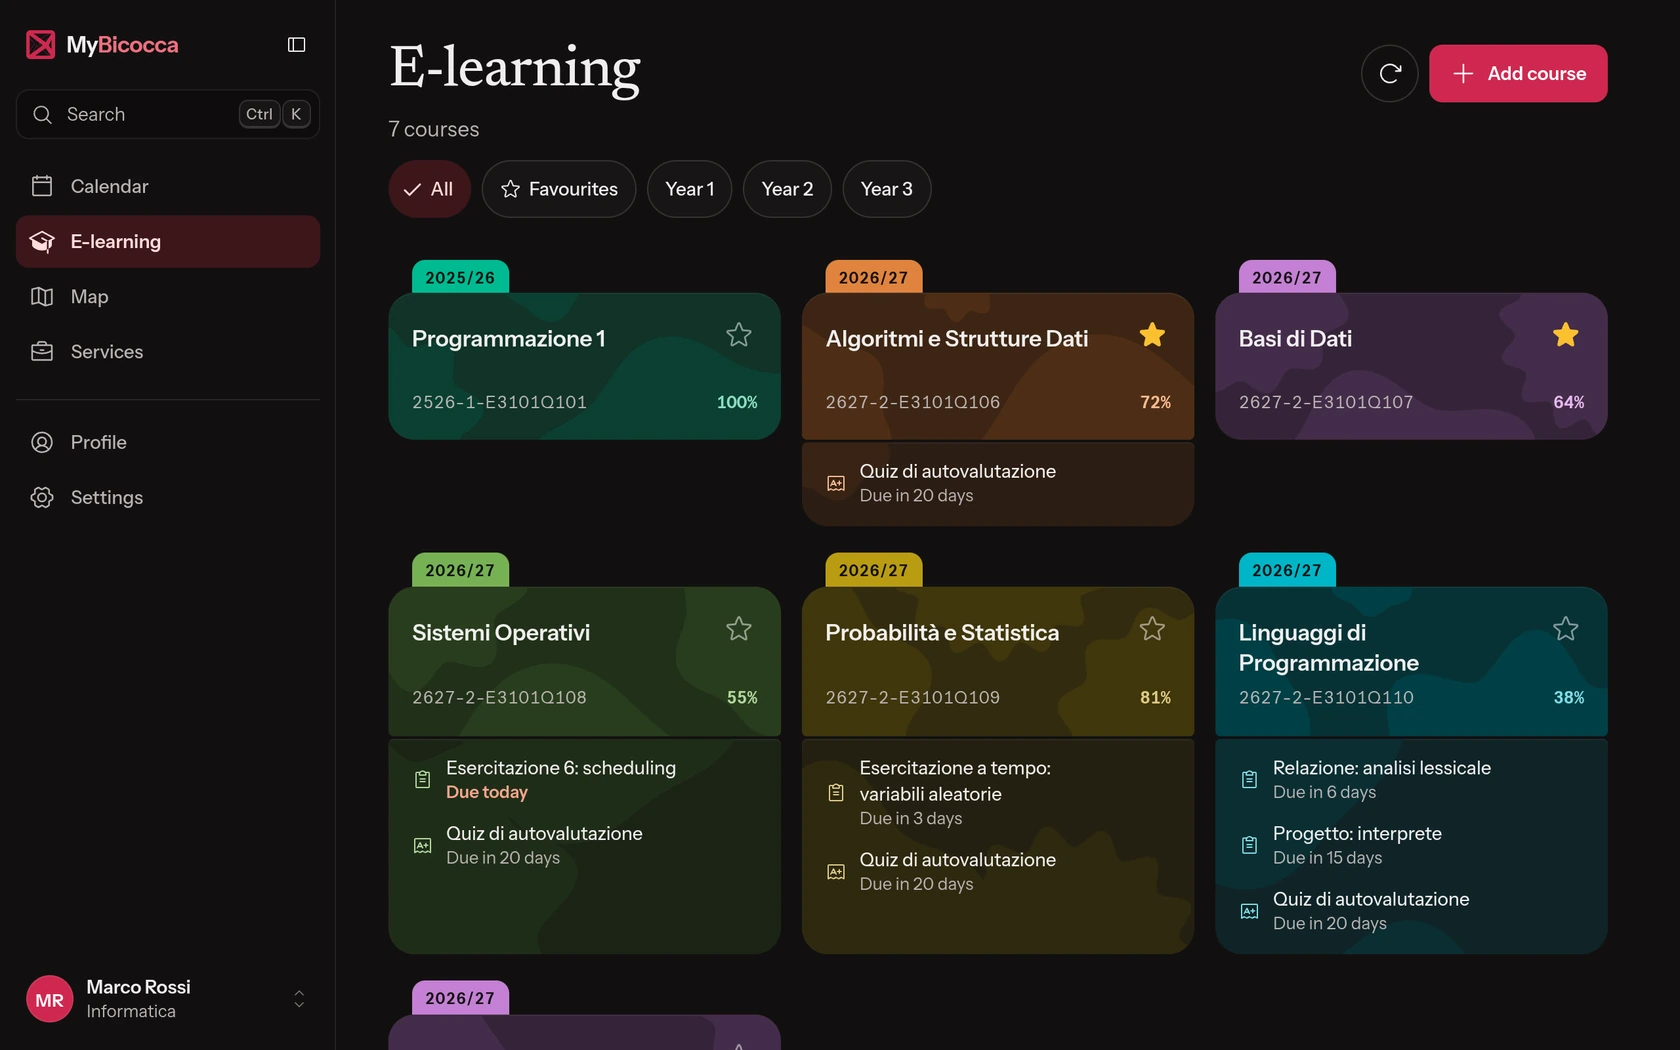 MyBicocca
Search
Ctrl K
Calendar
E-learning
Map
Services
Profile
Settings
MR
Marco Rossi
Informatica
E-learning
7 courses
Add course
All
Favourites
Year 1
Year 2
Year 3
2025/26
Programmazione 1
2526-1-E3101Q101
100%
2026/27
Algoritmi e Strutture Dati
2627-2-E3101Q106
72%
Quiz di autovalutazione
Due in 20 days
2026/27
Basi di Dati
2627-2-E3101Q107
64%
2026/27
Sistemi Operativi
2627-2-E3101Q108
55%
Esercitazione 6: scheduling
Due today
Quiz di autovalutazione
Due in 20 days
2026/27
Probabilità e Statistica
2627-2-E3101Q109
81%
Esercitazione a tempo:
variabili aleatorie
Due in 3 days
Quiz di autovalutazione
Due in 20 days
2026/27
Linguaggi di
Programmazione
2627-2-E3101Q110
38%
Relazione: analisi lessicale
Due in 6 days
Progetto: interprete
Due in 15 days
Quiz di autovalutazione
Due in 20 days
2026/27